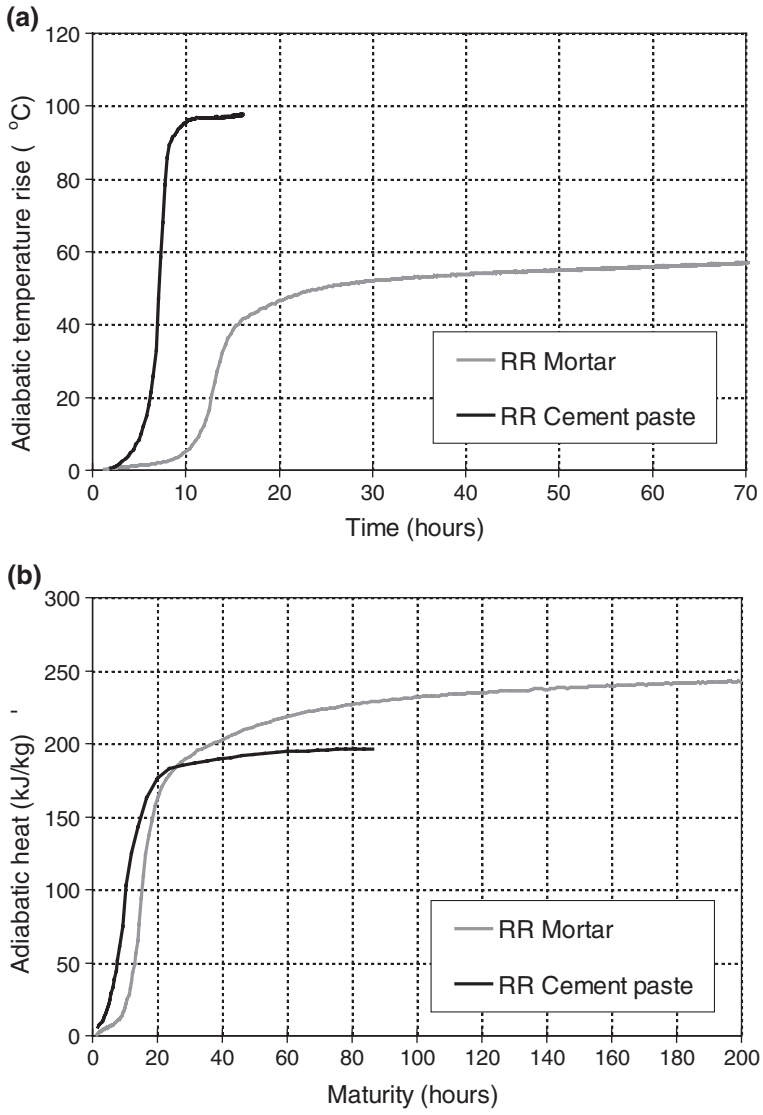 (a)
120
100
80
60
40
20
0
Adiabatic temperature rise ( °C)
RR Mortar
RR Cement paste
0 10 20 30 40 50 60 70
Time (hours)
(b)
300
250
200
150
100
50
0
Adiabatic heat (kJ/kg) '
RR Mortar
RR Cement paste
0 20 40 60 80 100 120 140 160 180 200
Maturity (hours)